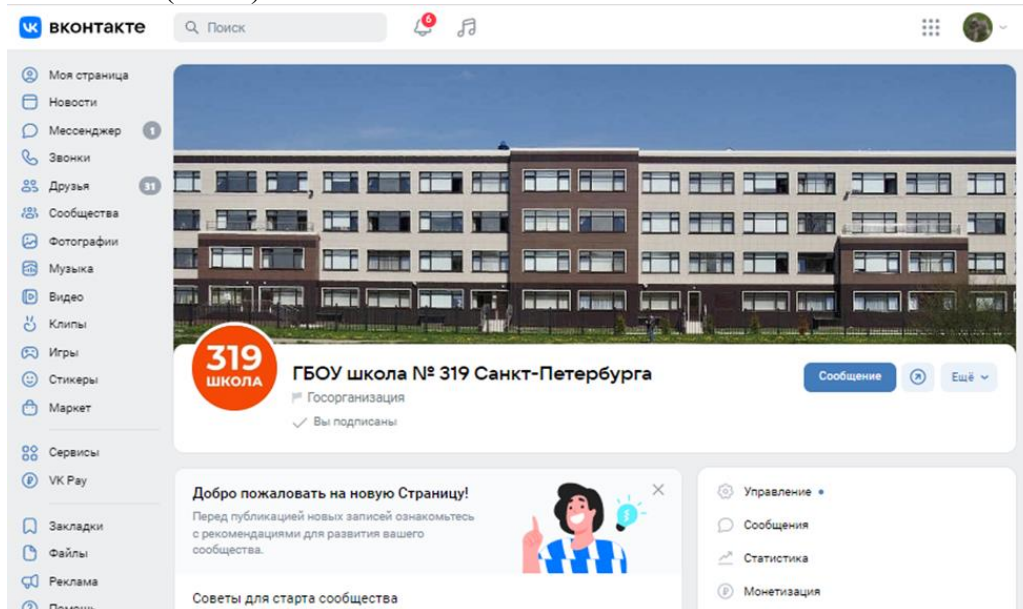 вконтакте
Поиск
6
Моя страница
Новости
Мессенджер 1
Звонки
Друзья 31
Сообщества
Фотографии
Музыка
Видео
Клипы
Игры
Стикеры
Маркет
Сервисы
VK Pay
Закладки
Файлы
Реклама
Помощь
319
ШКОЛА
ГБОУ школа № 319 Санкт-Петербурга
Госорганизация
Вы подписаны
Сообщение
Ещё
Добро пожаловать на новую Страницу!
Перед публикацией новых записей ознакомьтесь
с рекомендациями для развития вашего
сообщества.
Советы для старта сообщества
Управление
Сообщения
Статистика
Монетизация